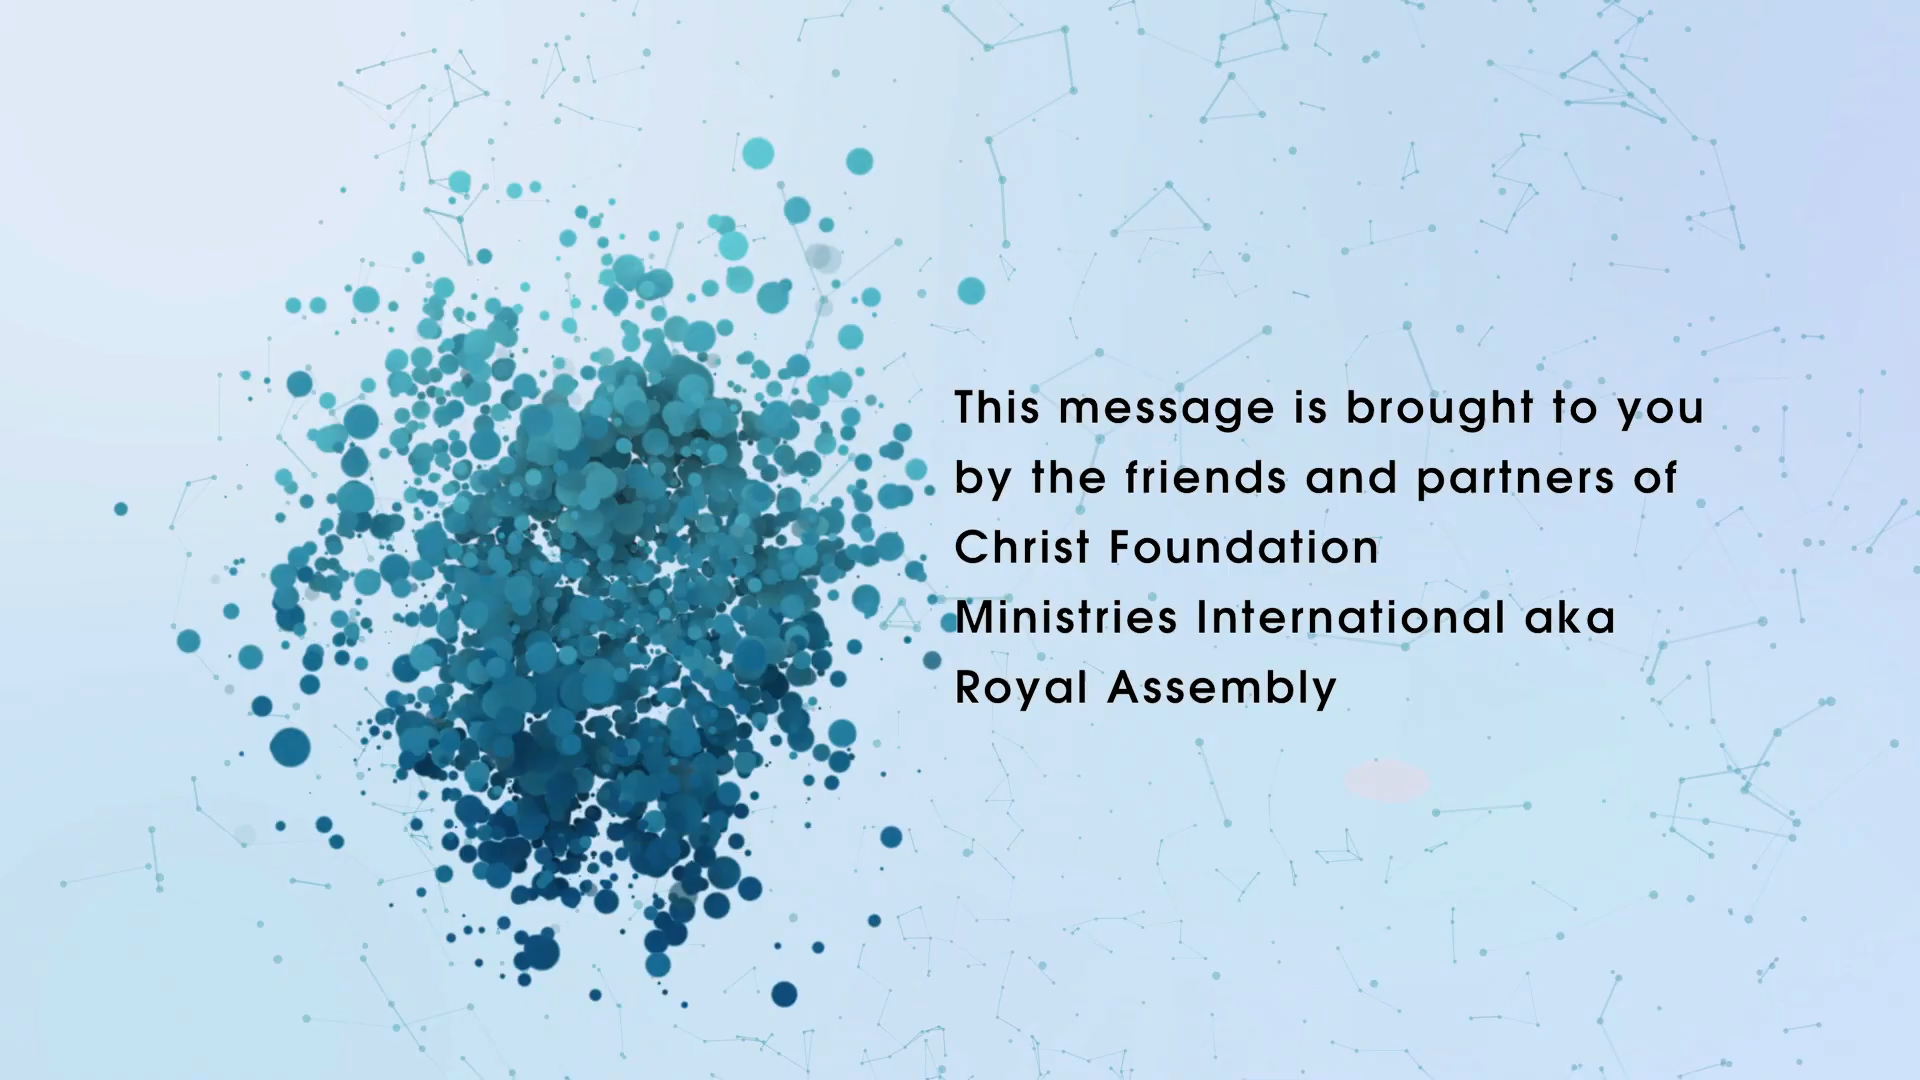 This message is brought to you
by the friends and partners of
Christ Foundation
Ministries International aka
Royal Assembly